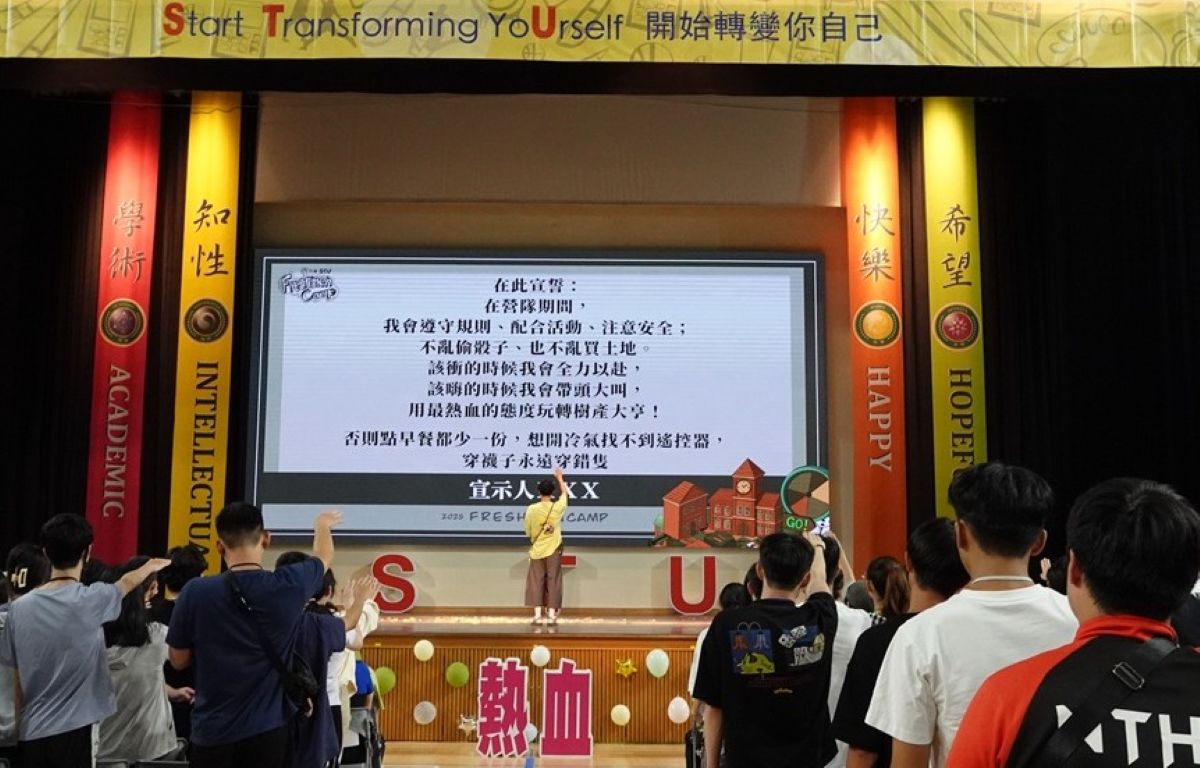 Start Transforming YoUrself 開始轉變你自己
學術
ACADEMIC
知性
INTELLECTUA
快樂
HAPPY
希望
HOPEF
在此宣誓：
在營隊期間，
我會遵守規則、配合活動、注意安全；
不亂偷骰子、也不亂買土地。
該衝的時候我會全力以赴，
該嗨的時候我會帶頭大叫，
用最熱血的態度玩轉樹產大亨！
否則點早餐都少一份，想開冷氣找不到遙控器，
穿襪子永遠穿錯隻
宣示人 XX
2025 FRESH CAMP
GO!
S T U
熱血
NTH